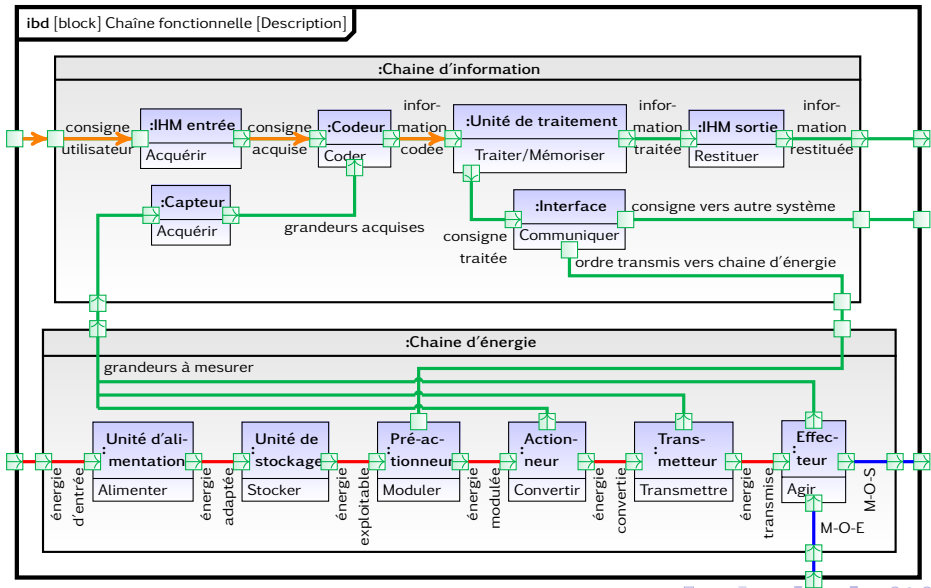 ibd [block] Chaîne fonctionnelle [Description]
:Chaine d'information
consigne
utilisateur
:IHM entrée
Acquérir
consigne
acquise
:Codeur
Coder
infor-
mation
codée
:Unité de traitement
Traiter/Mémoriser
infor-
mation
traitée
:IHM sortie
Restituer
infor-
mation
restituée
:Capteur
Acquérir
grandeurs acquises
consigne
traitée
:Interface
Communiquer
consigne vers autre système
ordre transmis vers chaine d'énergie
:Chaine d'énergie
grandeurs à mesurer
énergie
d'entrée
:Unité d'ali-
mentation
Alimenter
énergie
adaptée
:Unité de
stockage
Stocker
énergie
exploitable
:Pré-ac-
tionneur
Moduler
énergie
modulée
:Action-
neur
Convertir
énergie
convertie
:Trans-
metteur
Transmettre
énergie
transmise
:Effec-
teur
Agir
M-O-S
M-O-E